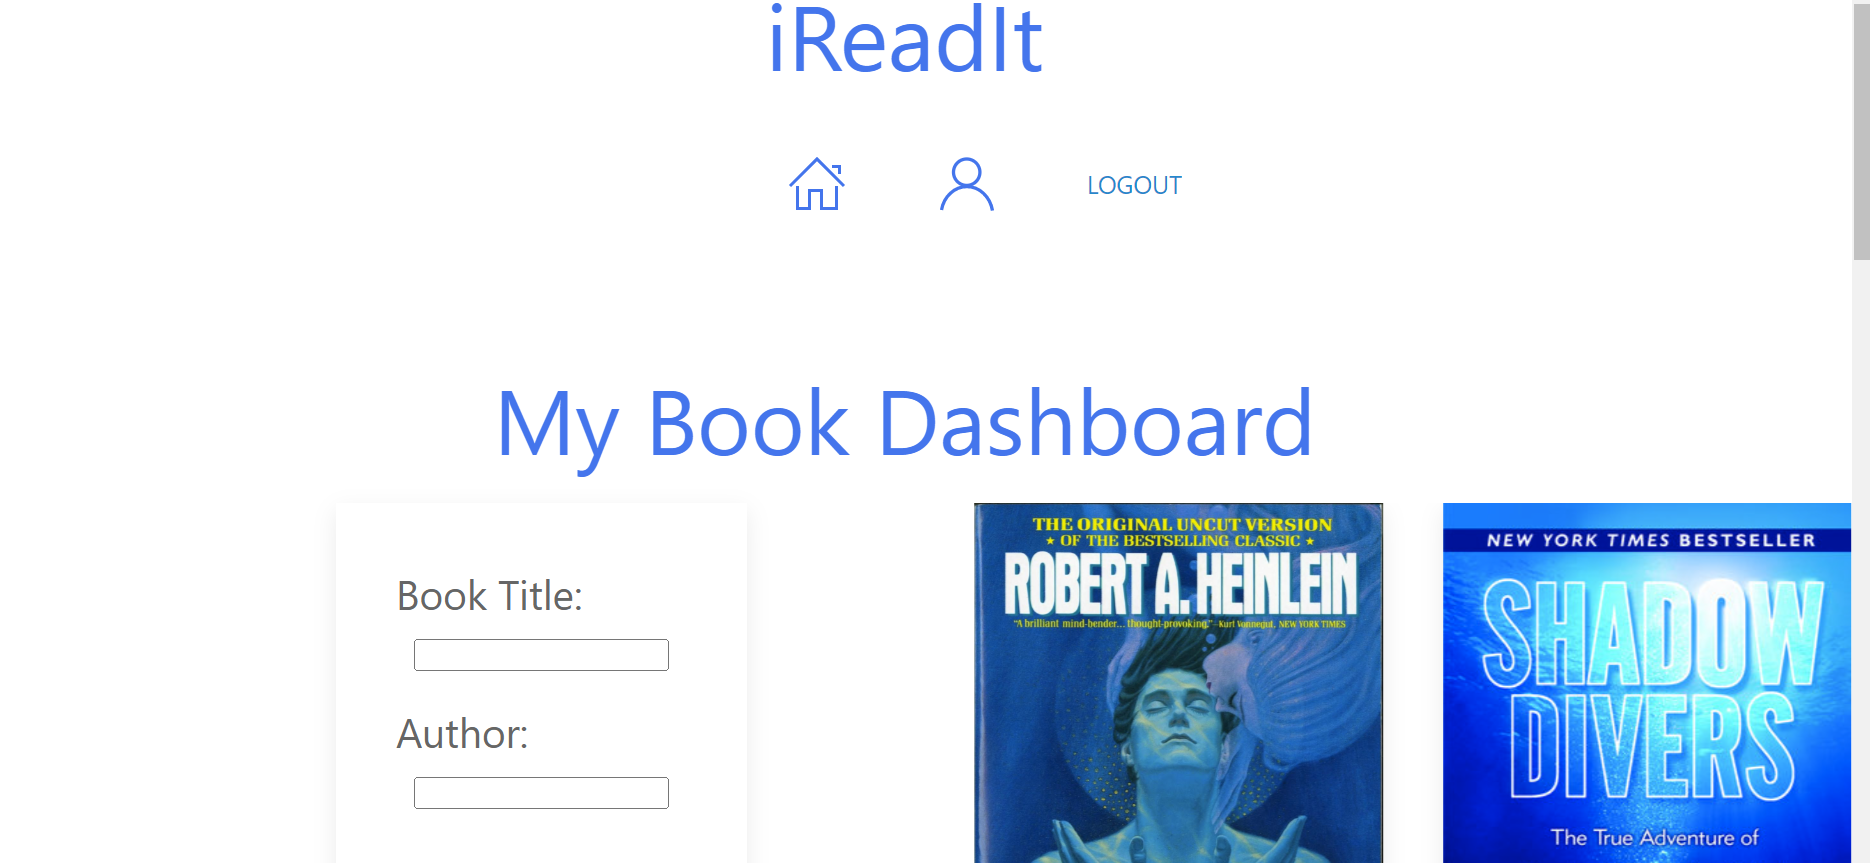 iReadIt
LOGOUT
My Book Dashboard
Book Title:
Author:
THE ORIGINAL UNCUT VERSION
★ OF THE BESTSELLING CLASSIC ★
ROBERT A. HEINLEIN
"A brilliant mind-bender... thought-provoking." - Kurt Vonnegut, NEW YORK TIMES
NEW YORK TIMES BESTSELLER
SHADOW
DIVERS
The True Adventure of